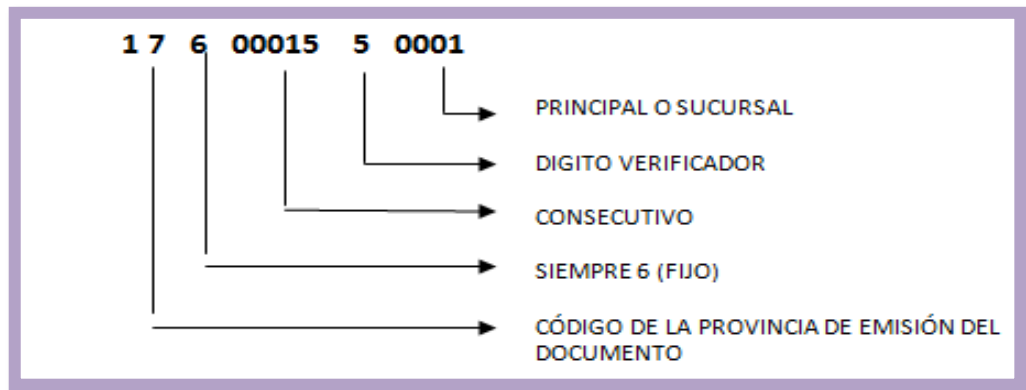 1 7 6 00015 5 0001
PRINCIPAL O SUCURSAL
DIGITO VERIFICADOR
CONSECUTIVO
SIEMPRE 6 (FIJO)
CÓDIGO DE LA PROVINCIA DE EMISIÓN DEL
DOCUMENTO